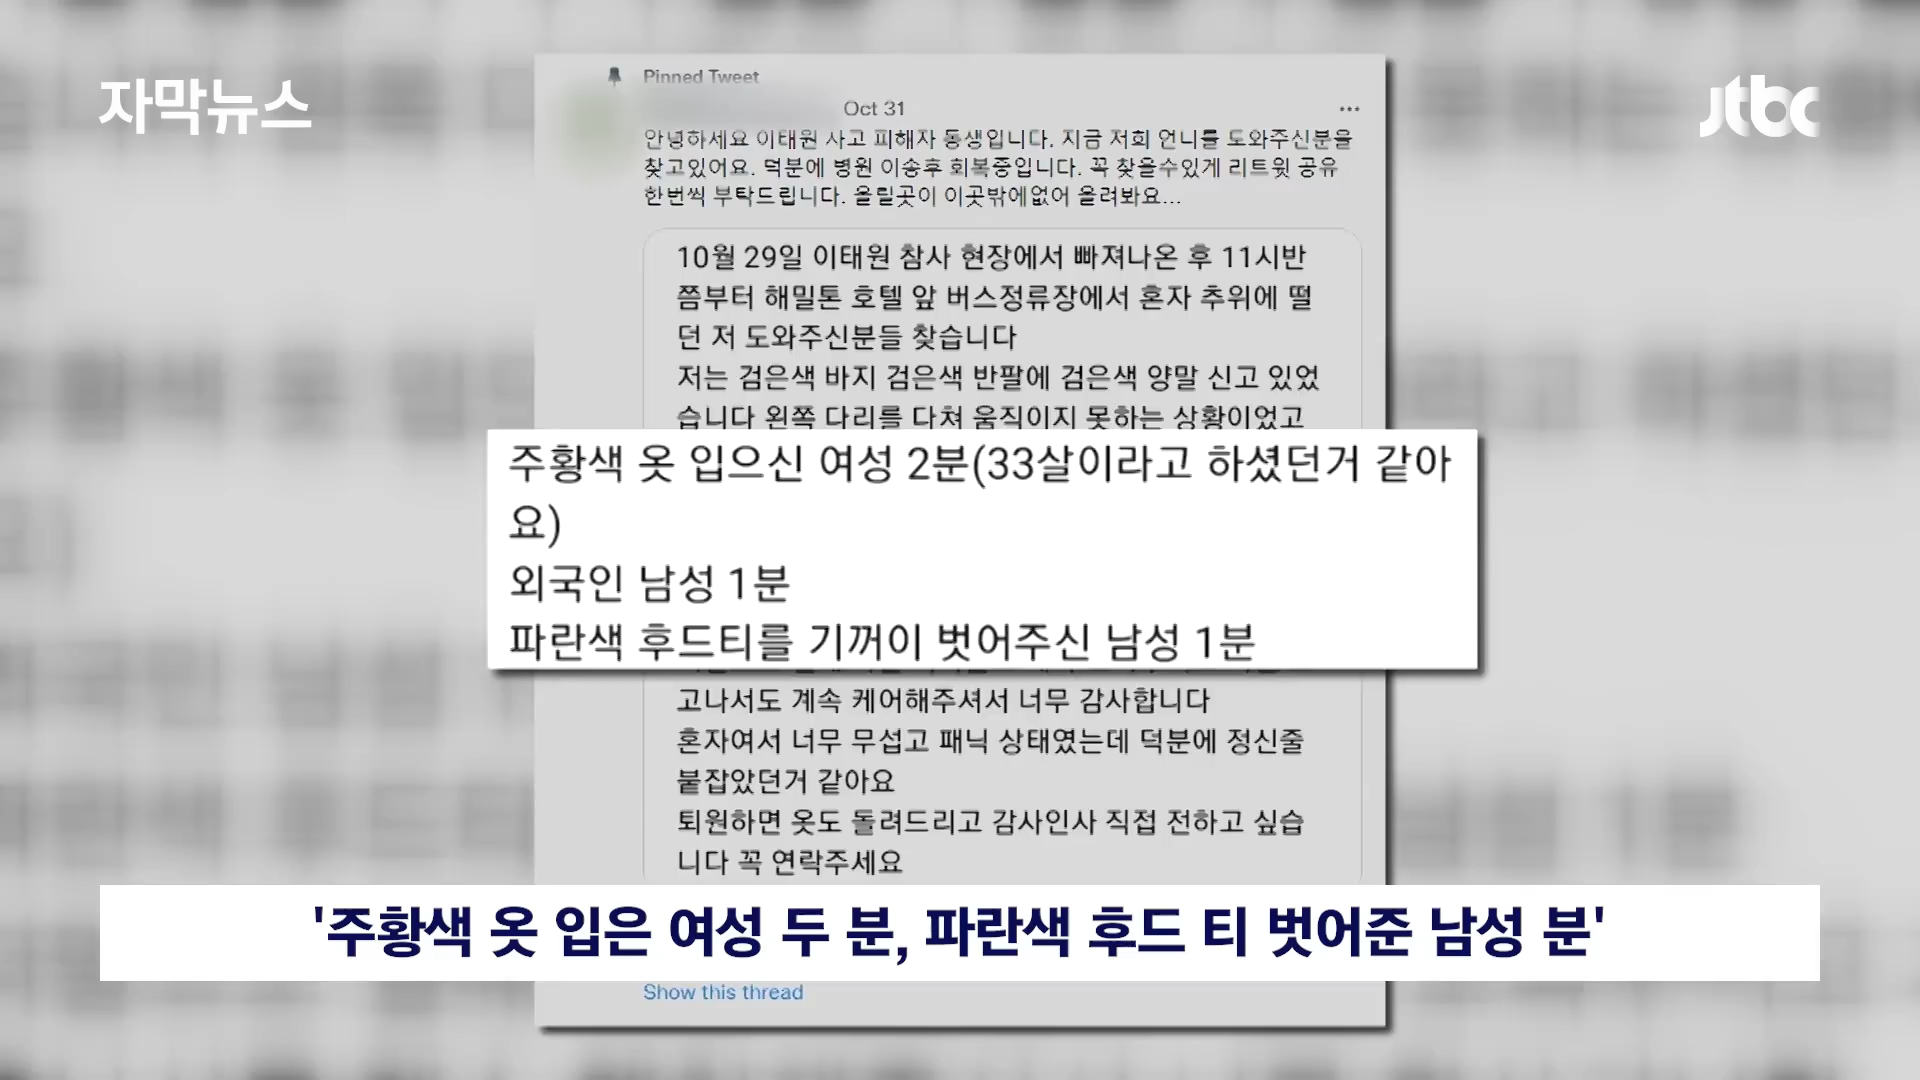 자막뉴스
jtbc
Pinned Tweet
Oct 31
안녕하세요 이태원 사고 피해자 동생입니다. 지금 저희 언니를 도와주신분을
찾고있어요. 덕분에 병원 이송후 회복중입니다. 꼭 찾을수있게 리트윗 공유
한번씩 부탁드립니다. 올릴곳이 이곳밖에없어 올려봐요...
10월 29일 이태원 참사 현장에서 빠져나온 후 11시반
쯤부터 해밀톤 호텔 앞 버스정류장에서 혼자 추위에 떨
던 저 도와주신분들 찾습니다
저는 검은색 바지 검은색 반팔에 검은색 양말 신고 있었
습니다 왼쪽 다리를 다쳐 움직이지 못하는 상황이었고
주황색 옷 입으신 여성 2분(33살이라고 하셨던거 같아
요)
외국인 남성 1분
파란색 후드티를 기꺼이 벗어주신 남성 1분
고나서도 계속 케어해주셔서 너무 감사합니다
혼자여서 너무 무섭고 패닉 상태였는데 덕분에 정신줄
붙잡았던거 같아요
퇴원하면 옷도 돌려드리고 감사인사 직접 전하고 싶습
니다 꼭 연락주세요
'주황색 옷 입은 여성 두 분, 파란색 후드 티 벗어준 남성 분'
Show this thread